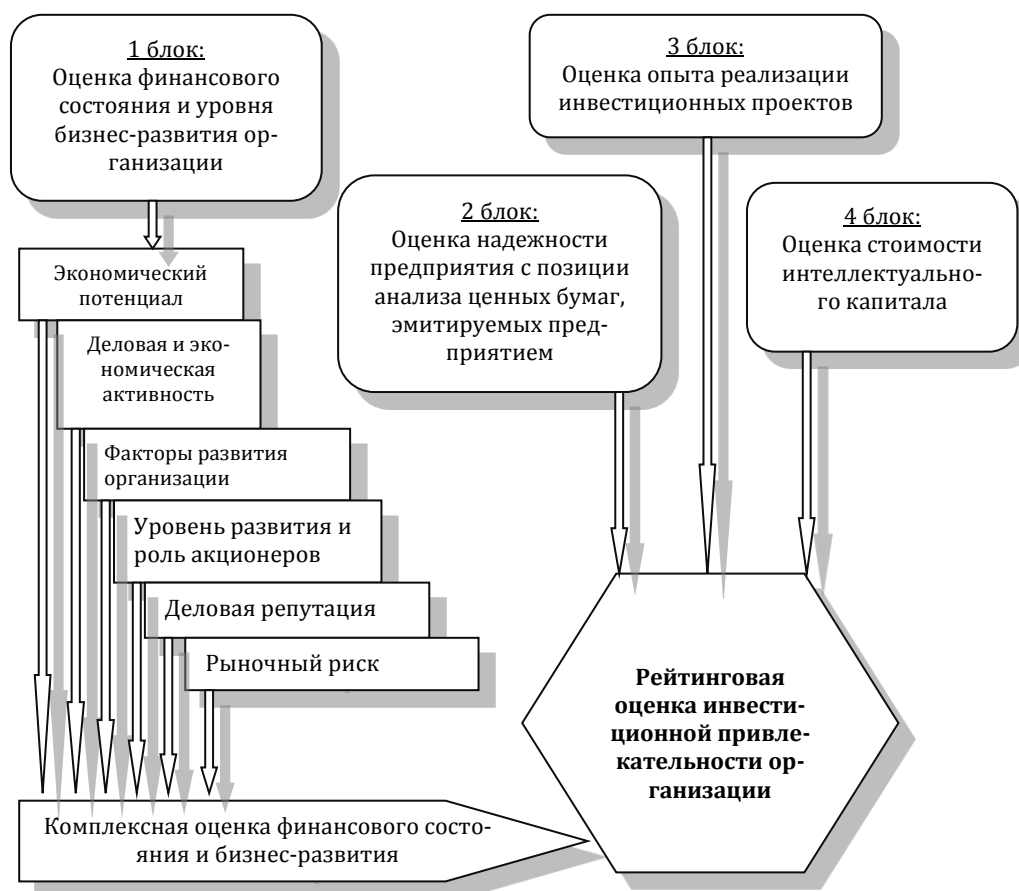 1 блок:
Оценка финансового
состояния и уровня
бизнес-развития ор-
ганизации
3 блок:
Оценка опыта реализации
инвестиционных проектов
2 блок:
Оценка надежности
предприятия с позиции
анализа ценных бумаг,
эмитируемых пред-
приятием
4 блок:
Оценка стоимости
интеллектуально-
го капитала
Экономический
потенциал
Деловая и эко-
номическая
активность
Факторы развития
организации
Уровень развития и
роль акционеров
Деловая репутация
Рыночный риск
Рейтинговая
оценка инвести-
ционной привле-
кательности ор-
ганизации
Комплексная оценка финансового состо-
яния и бизнес-развития